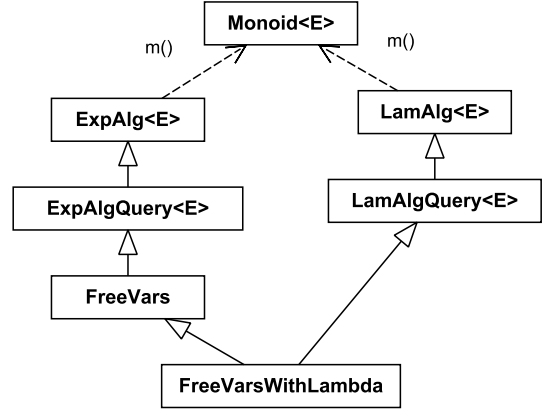 Monoid<E>
m()
m()
ExpAlg<E>
LamAlg<E>
ExpAlgQuery<E>
LamAlgQuery<E>
FreeVars
FreeVarsWithLambda